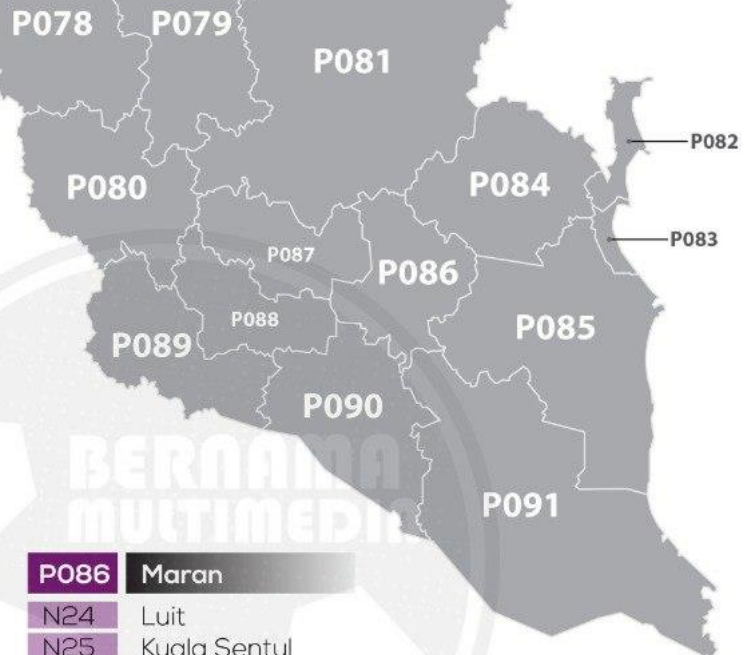 P078 P079
P081
P082
P080
P084
P083
P087
P086
P088
P085
P089
P090
BERNAMA
MULTIMEDIA
P091
P086 Maran
N24 Luit
N25 Kuala Sentul